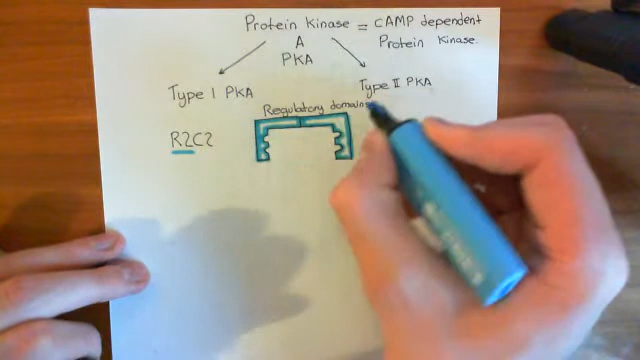 Protein kinase = cAMP dependent
Protein Kinase.
A
PKA
Type I PKA
Type II PKA
Regulatory domains
R2C2